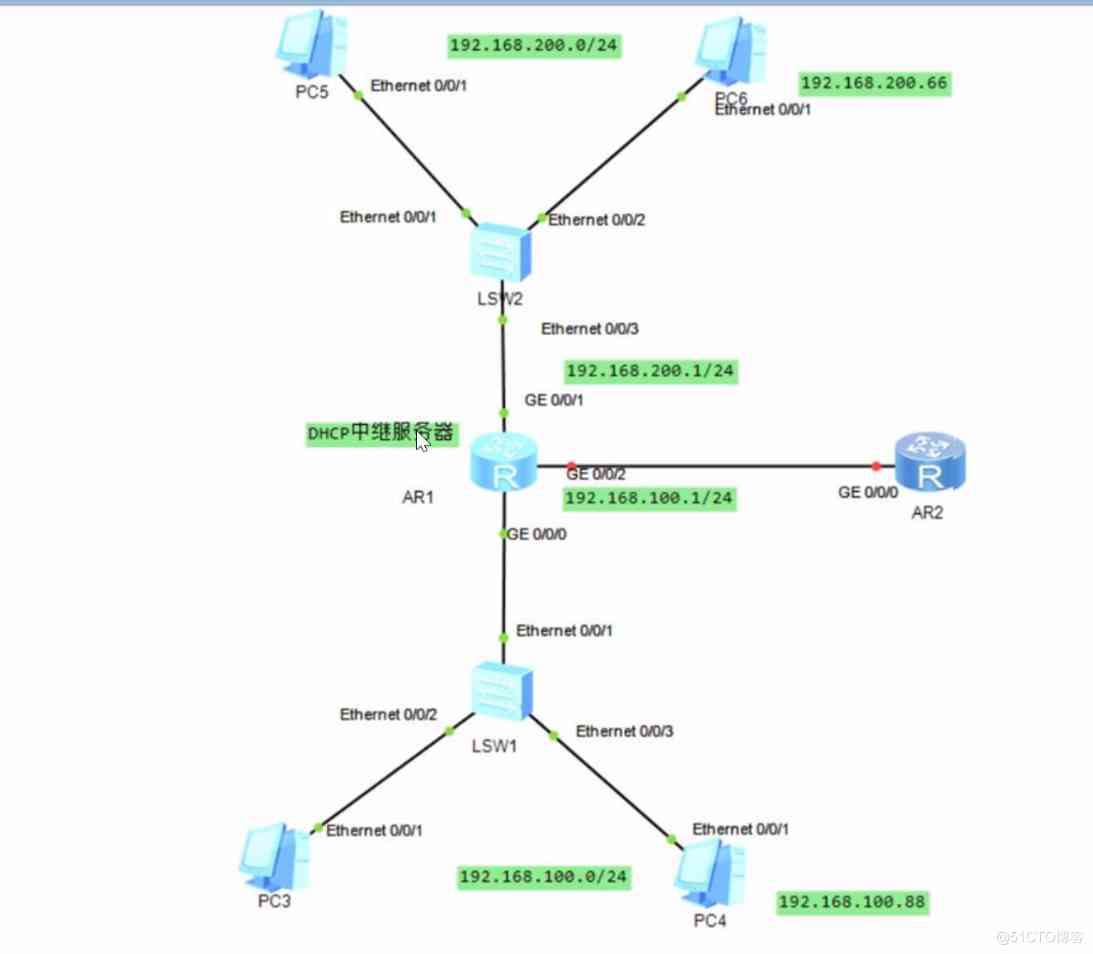 192.168.200.0/24
192.168.200.66
Ethernet 0/0/1
PC5
PC6
Ethernet 0/0/1
Ethernet 0/0/1
Ethernet 0/0/2
LSW2
Ethernet 0/0/3
192.168.200.1/24
GE 0/0/1
DHCP中继服务器
GE 0/0/2
R
R
GE 0/0/0
192.168.100.1/24
AR1
AR2
GE 0/0/0
Ethernet 0/0/1
Ethernet 0/0/2
Ethernet 0/0/3
LSW1
Ethernet 0/0/1
Ethernet 0/0/1
192.168.100.0/24
PC3
192.168.100.88
PC4
@51CTO博客